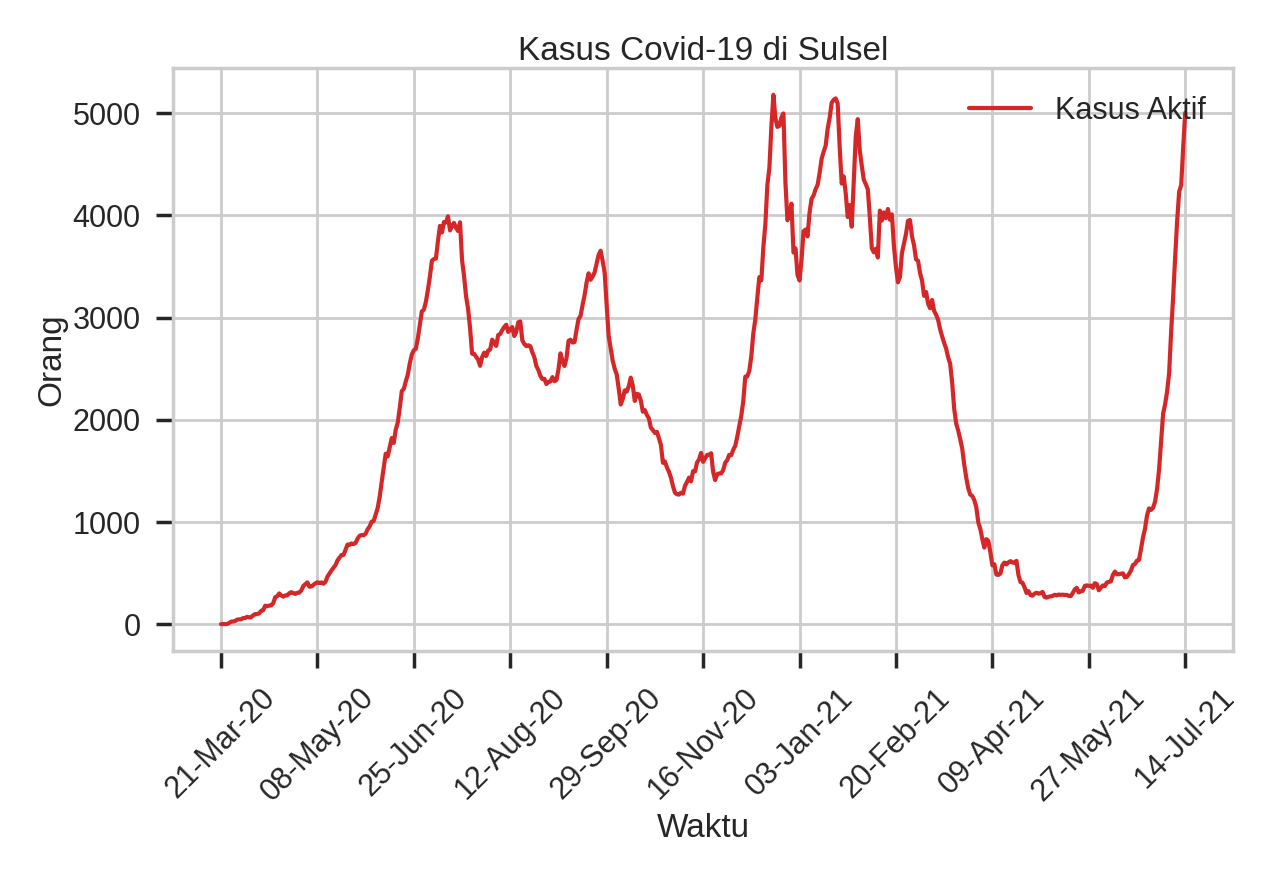 Kasus Covid-19 di Sulsel
Kasus Aktif
5000
4000
3000
2000
1000
0
Orang
21-Mar-20
08-May-20
25-Jun-20
12-Aug-20
29-Sep-20
16-Nov-20
03-Jan-21
20-Feb-21
09-Apr-21
27-May-21
14-Jul-21
Waktu